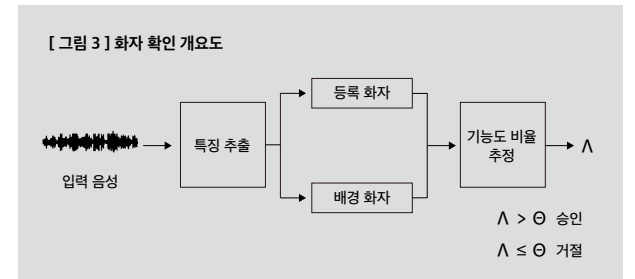 [ 그림 3 ] 화자 확인 개요도
입력 음성
특징 추출
등록 화자
배경 화자
기능도 비율
추정
Λ
Λ > Θ 승인
Λ ≤ Θ 거절